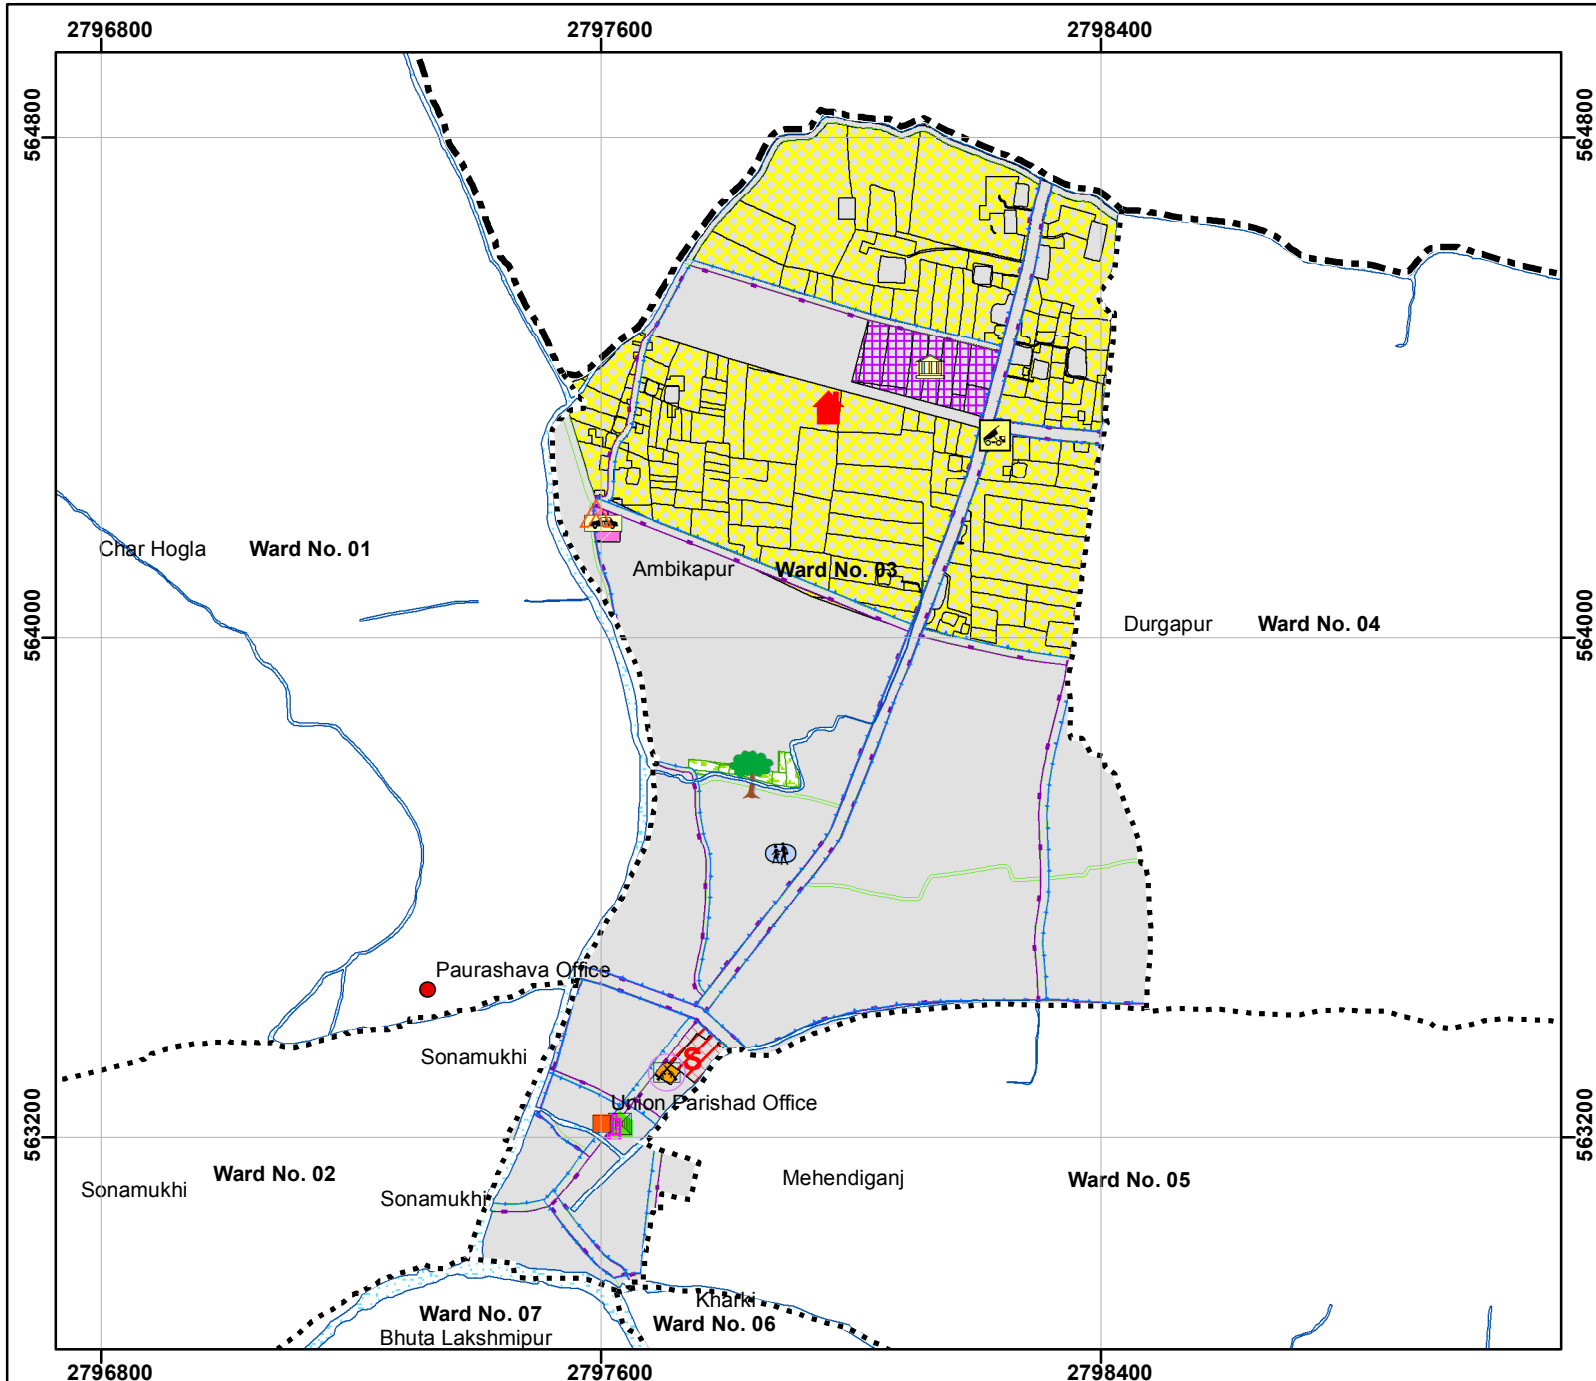 2796800 2797600 2798400
564800 564800
Char Hogla Ward No. 01
Ambikapur Ward No. 03
564000 564000
Durgapur Ward No. 04
Paurashava Office
Sonamukhi
S
Union Parishad Office
563200 563200
Ward No. 02
Sonamukhi
Sonamukhi
Mehendiganj Ward No. 05
Kharki
Ward No. 07
Ward No. 06
Bhuta Lakshmipur
2796800 2797600 2798400